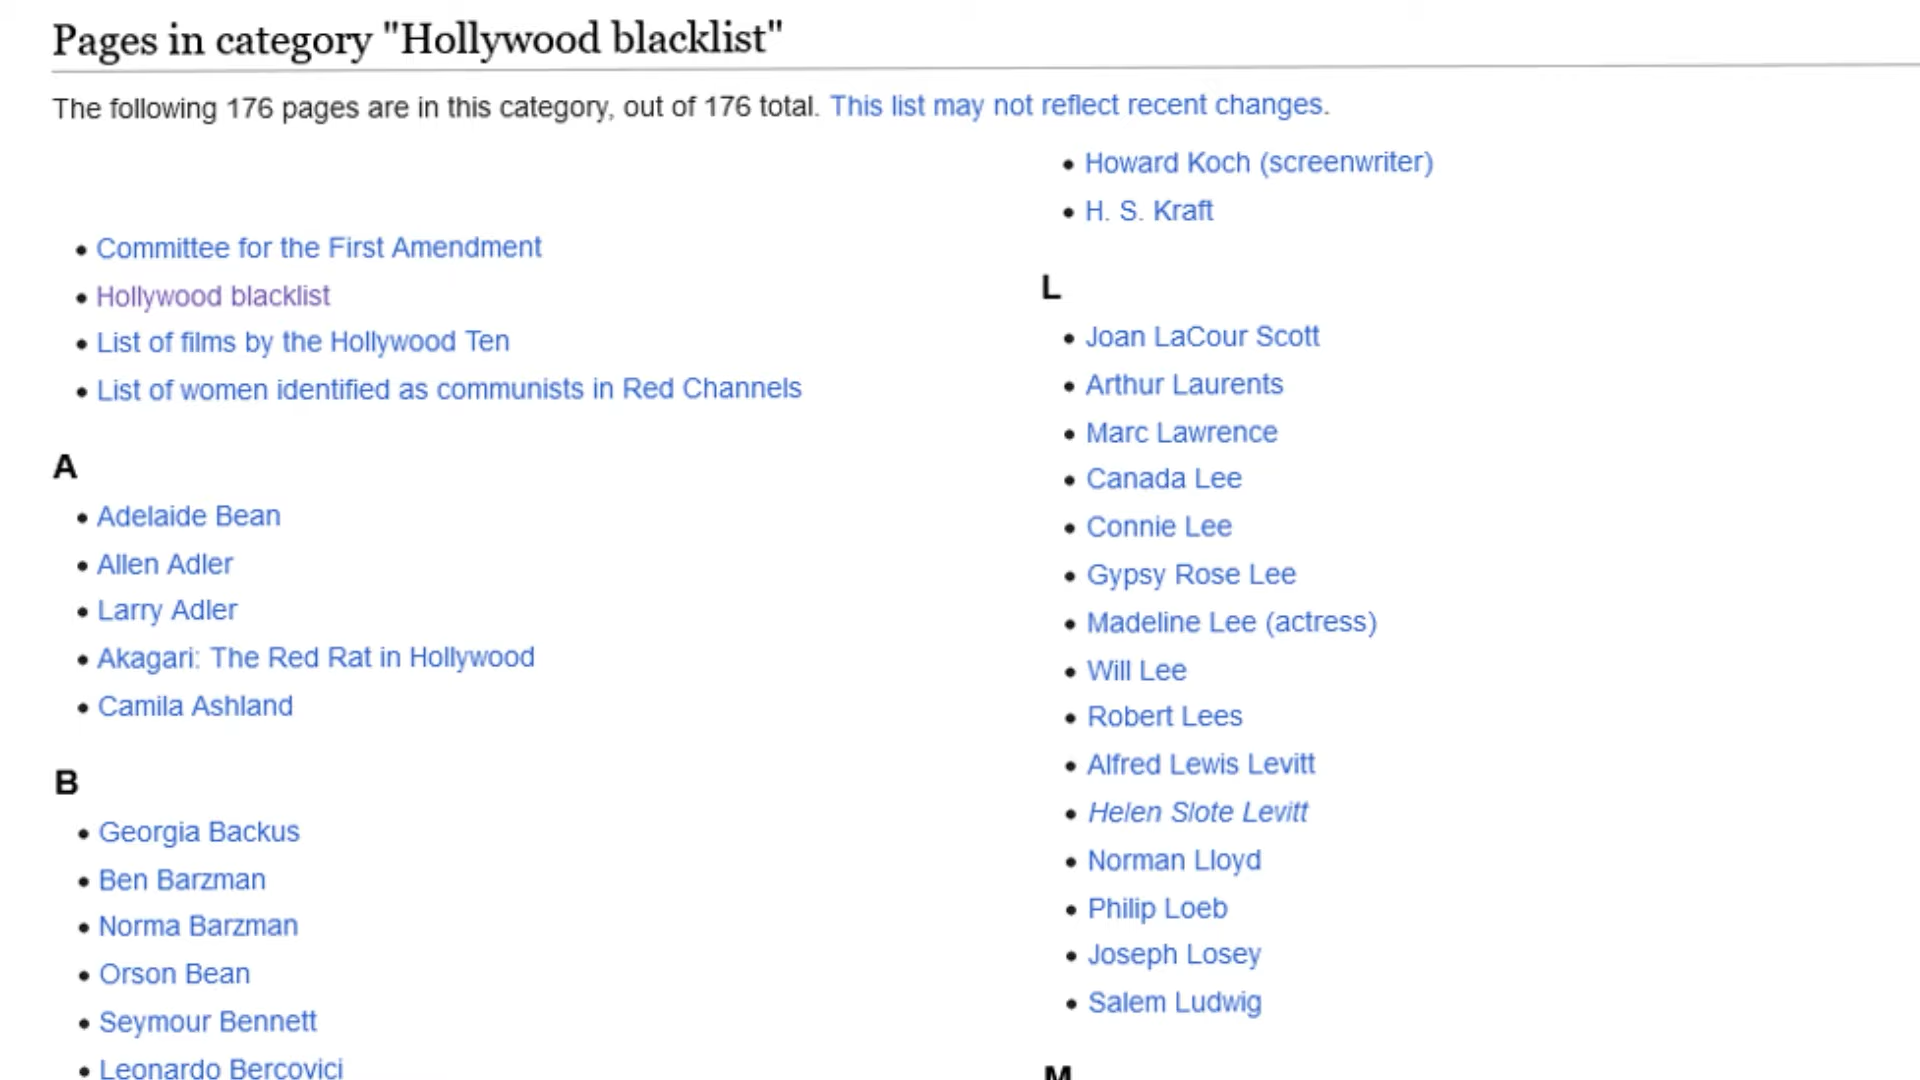 Pages in category "Hollywood blacklist"
The following 176 pages are in this category, out of 176 total. This list may not reflect recent changes.
Committee for the First Amendment
Hollywood blacklist
List of films by the Hollywood Ten
List of women identified as communists in Red Channels
A
Adelaide Bean
Allen Adler
Larry Adler
Akagari: The Red Rat in Hollywood
Camila Ashland
B
Georgia Backus
Ben Barzman
Norma Barzman
Orson Bean
Seymour Bennett
Leonardo Bercovici
Howard Koch (screenwriter)
H. S. Kraft
L
Joan LaCour Scott
Arthur Laurents
Marc Lawrence
Canada Lee
Connie Lee
Gypsy Rose Lee
Madeline Lee (actress)
Will Lee
Robert Lees
Alfred Lewis Levitt
Helen Slote Levitt
Norman Lloyd
Philip Loeb
Joseph Losey
Salem Ludwig
M